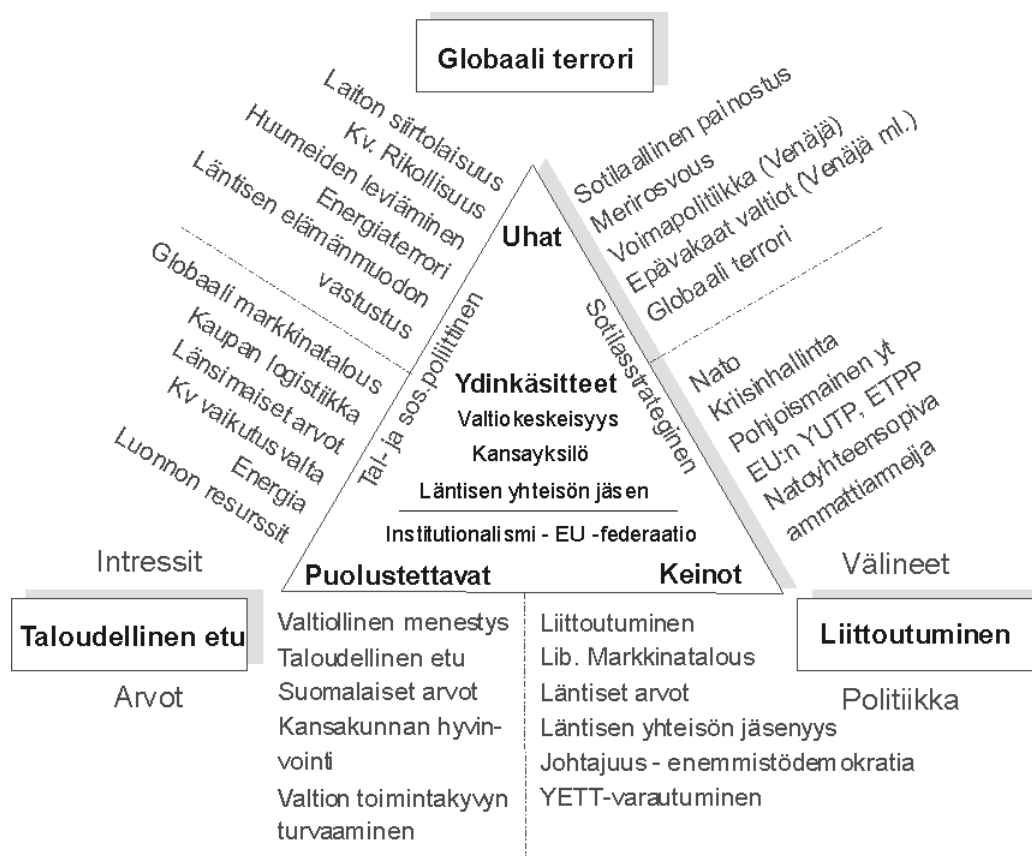 Globaali terrori
Laiton siirtolaisuus
Kv. Rikollisuus
Huumeiden leviäminen
Energiaterrori
Läntisen elämänmuodon
vastustus
Sotilaallinen painostus
Merirosvous
Voimapolitiikka (Venäjä)
Epävakaat valtiot (Venäjä ml.)
Globaali terrori
Globaali markkinatalous
Kaupan logistiikka
Länsimaiset arvot
Kv vaikutusvalta
Energia
Luonnon resurssit
Nato
Kriisinhallinta
Pohjoismainen yt
EU:n YUTP, ETPP
Natoyhteensopiva
ammattiarmeija
Tal- ja sos.poliittinen
Sotilasstrateginen
Uhat
Ydinkäsitteet
Valtiokeskeisyys
Kansayksilö
Läntisen yhteisön jäsen
Institutionalismi - EU -federaatio
Puolustettavat
Keinot
Intressit
Taloudellinen etu
Arvot
Välineet
Liittoutuminen
Politiikka
Valtiollinen menestys
Taloudellinen etu
Suomalaiset arvot
Kansakunnan hyvin-
vointi
Valtion toimintakyvyn
turvaaminen
Liittoutuminen
Lib. Markkinatalous
Läntiset arvot
Läntisen yhteisön jäsenyys
Johtajuus - enemmistödemokratia
YETT-varautuminen